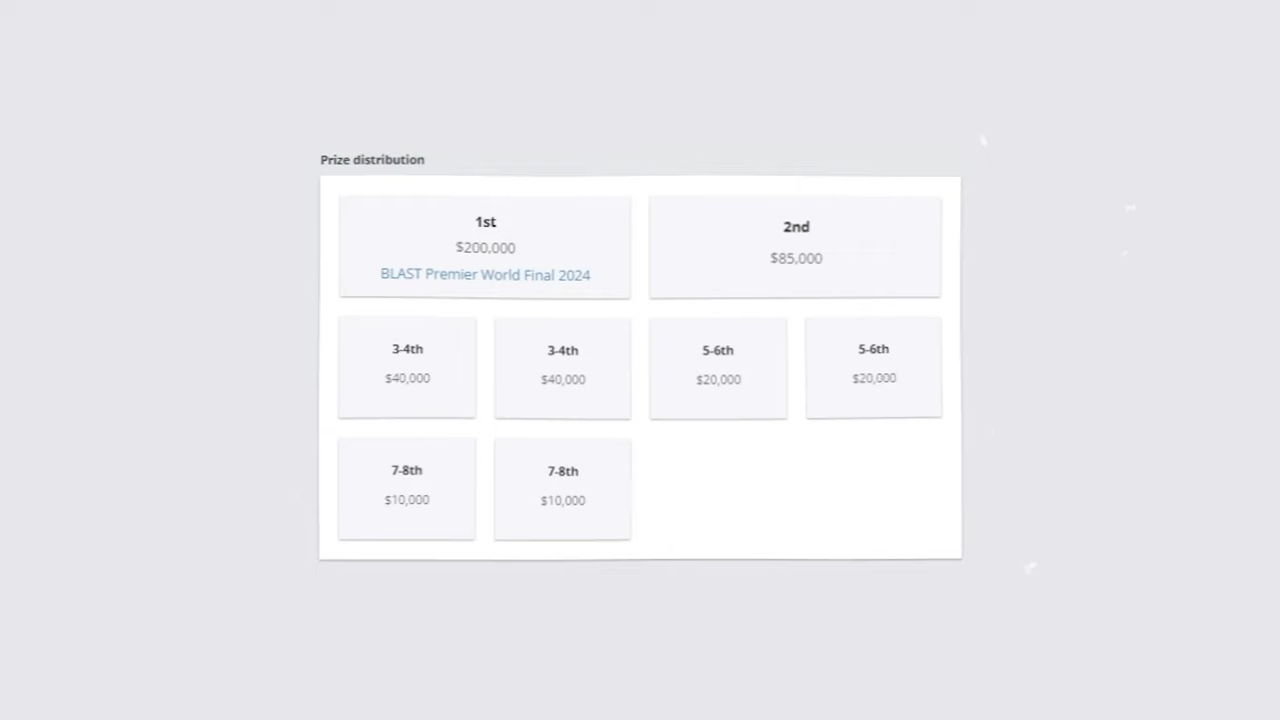 Prize distribution
1st
$200,000
BLAST Premier World Final 2024
2nd
$85,000
3-4th
$40,000
3-4th
$40,000
5-6th
$20,000
5-6th
$20,000
7-8th
$10,000
7-8th
$10,000